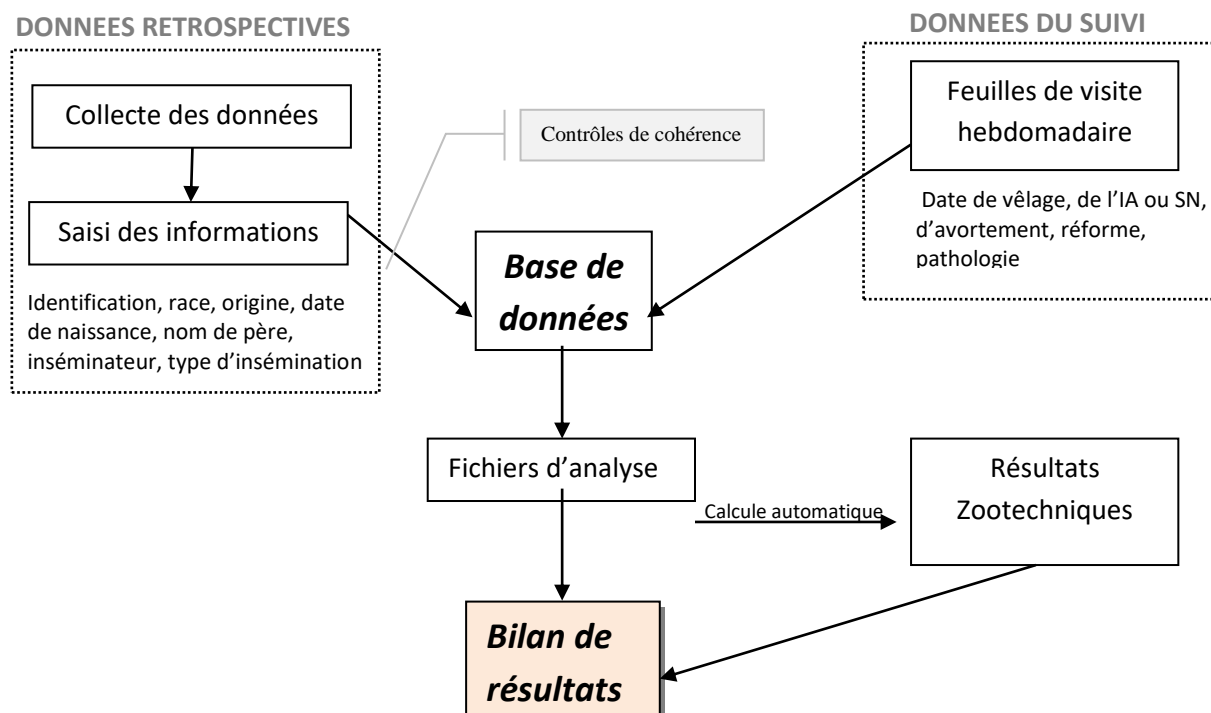 DONNEES RETROSPECTIVES
Collecte des données
Saisi des informations
Identification, race, origine, date
de naissance, nom de père,
inséminateur, type d’insémination
Contrôles de cohérence
DONNEES DU SUIVI
Feuilles de visite
hebdomadaire
Date de vêlage, de l’IA ou SN,
d’avortement, réforme,
pathologie
Base de
données
Fichiers d’analyse
Calcule automatique
Résultats
Zootechniques
Bilan de
résultats